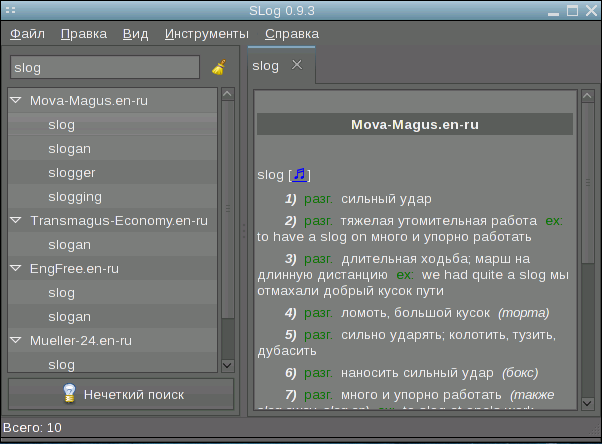 SLog 0.9.3
Файл Правка Вид Инструменты Справка
slog
Mova-Magus.en-ru
slog
slogan
slogger
slogging
Transmagus-Economy.en-ru
slogan
EngFree.en-ru
slog
slogan
Mueller-24.en-ru
slog
Нечеткий поиск
slog
Mova-Magus.en-ru
slog [♫]
1) разг. сильный удар
2) разг. тяжелая утомительная работа ex:
to have a slog on много и упорно работать
3) разг. длительная ходьба; марш на
длинную дистанцию ex: we had quite a slog мы
отмахали добрый кусок пути
4) разг. ломоть, большой кусок (торта)
5) разг. сильно ударять; колотить, тузить,
дубасить
6) разг. наносить сильный удар (бокс)
7) разг. много и упорно работать (также
Всего: 10